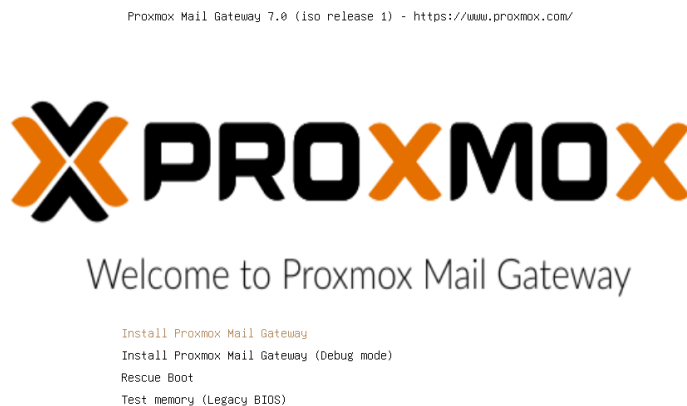 Proxmox Mail Gateway 7.0 (iso release 1) - https://www.proxmox.com/
PROXMOX
Welcome to Proxmox Mail Gateway
Install Proxmox Mail Gateway
Install Proxmox Mail Gateway (Debug mode)
Rescue Boot
Test memory (Legacy BIOS)